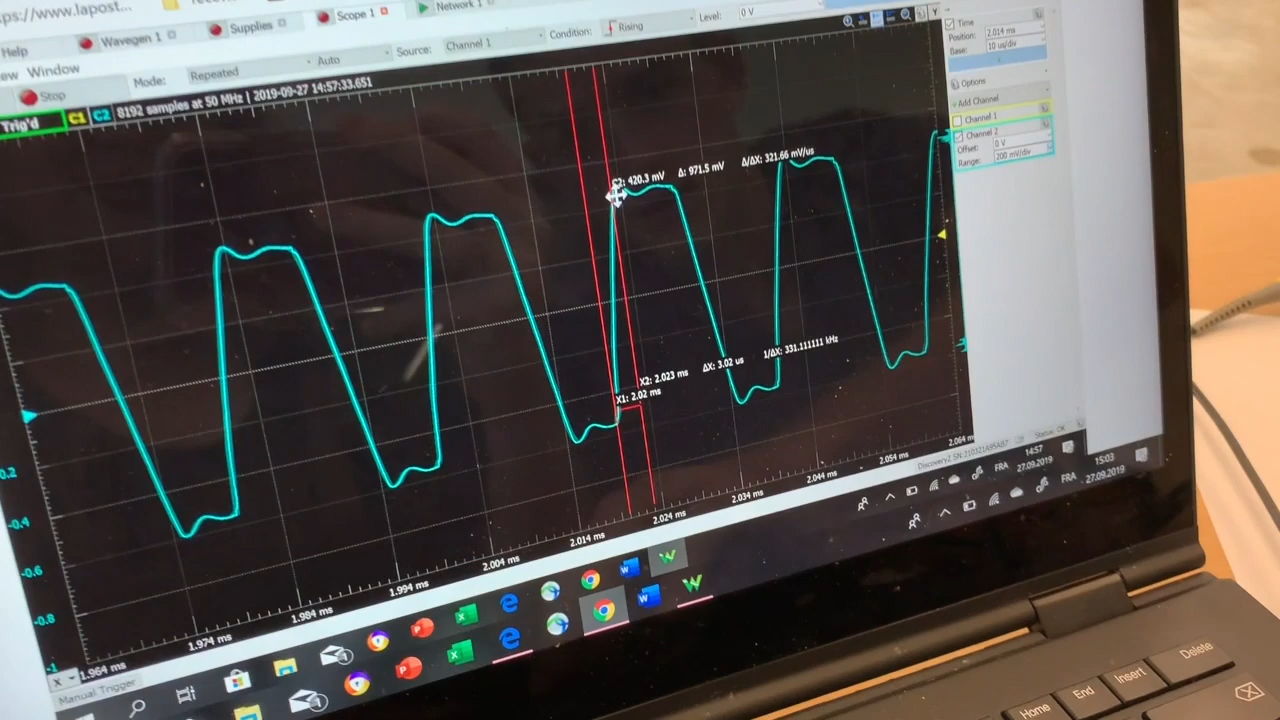 s://www.lapost...
Help
Wavegen 1
Supplies
Scope 1
Network 1
Window
Stop
Mode:
Repeated
Auto
Source:
Channel 1
Condition:
Rising
Level:
0 V
Trig'd
C1
C2
8192 samples at 50 MHz | 2019-09-27 14:57:33.651
Y
Time
Position:
2.014 ms
Base:
10 us/div
Options
Add Channel
Channel 1
Channel 2
Offset:
0 V
Range:
200 mV/div
C2: 420.3 mV
Δ: 971.5 mV
Δ/ΔX: 321.66 mV/us
X2: 2.023 ms
ΔX: 3.02 us
1/ΔX: 331.111111 kHz
X1: 2.02 ms
0.2
-0.4
-0.6
-0.8
-1
X
1.964 ms
1.974 ms
1.984 ms
1.994 ms
2.004 ms
2.014 ms
2.024 ms
2.034 ms
2.044 ms
2.054 ms
2.064 m
Manual Trigger
Status: OK
FRA
14:57
27.09.2019
FRA
15:03
27.09.2019
Home
End
Insert
Delete